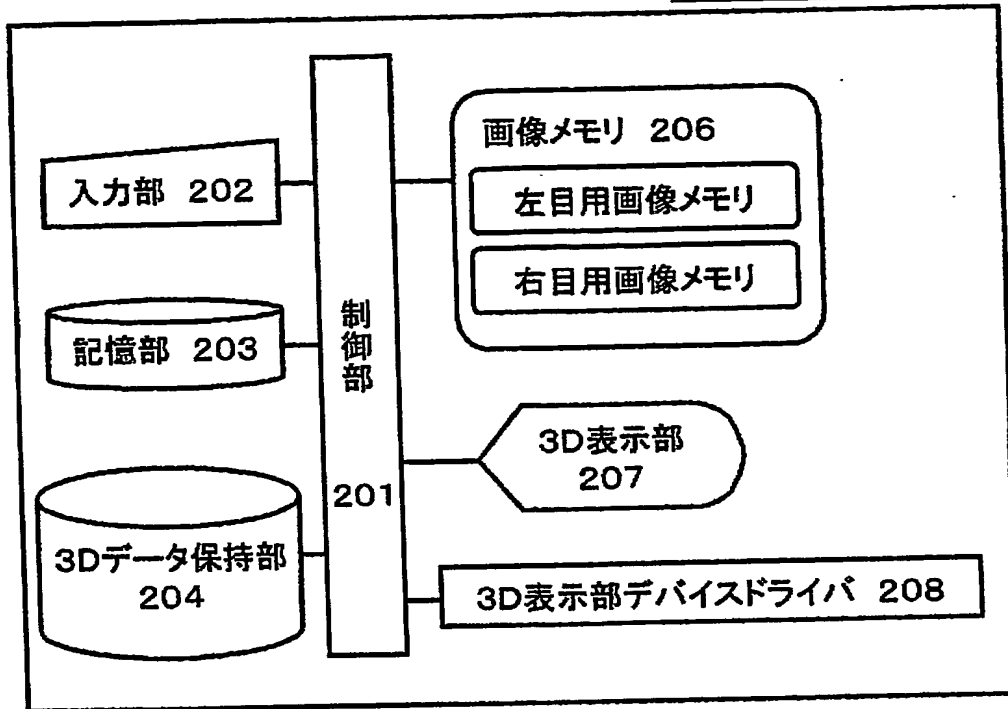 入力部 202
記憶部 203
3Dデータ保持部
204
制御部
201
画像メモリ 206
左目用画像メモリ
右目用画像メモリ
3D表示部
207
3D表示部デバイスドライバ 208